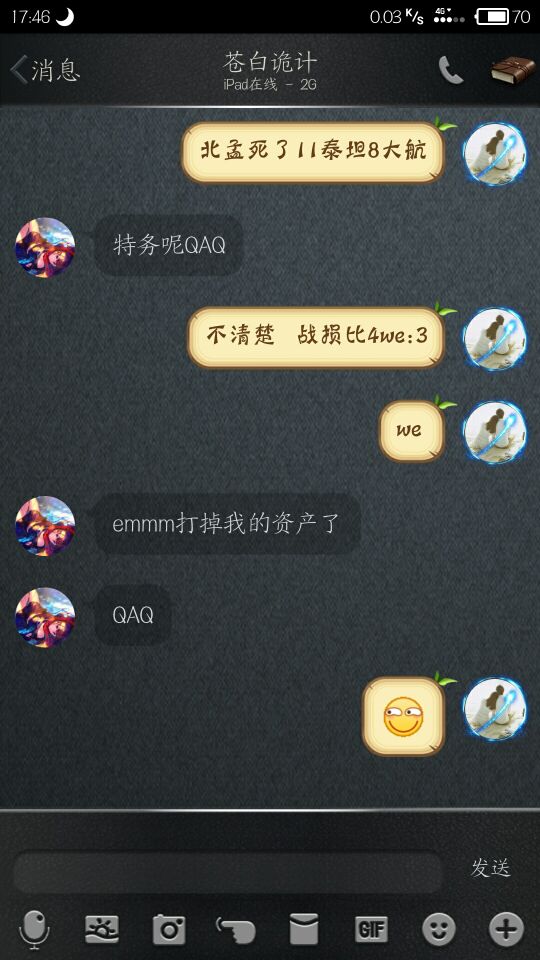 17:46 0.03 K/s 4G 70
消息
苍白诡计
iPad在线 - 2G
北孟死了11泰坦8大航
特务呢QAQ
不清楚 战损比4we:3
we
emmm打掉我的资产了
QAQ
发送
GIF